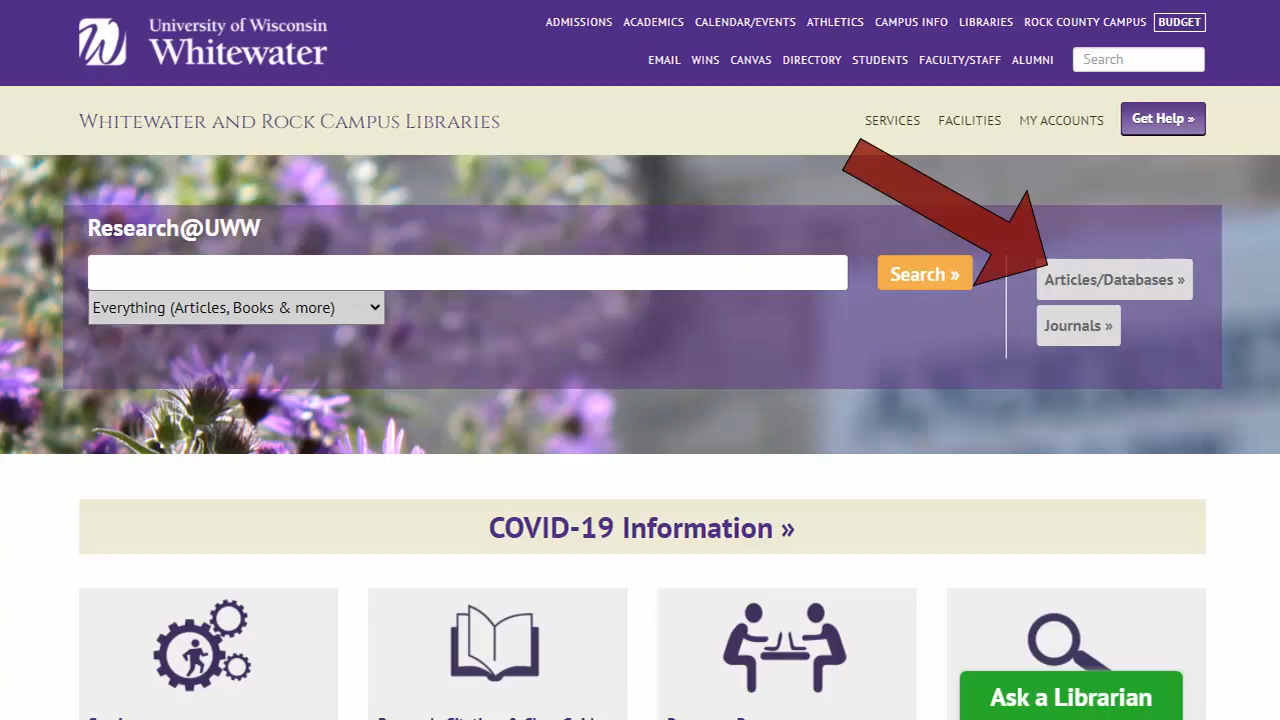 University of Wisconsin
Whitewater
ADMISSIONS ACADEMICS CALENDAR/EVENTS ATHLETICS CAMPUS INFO LIBRARIES ROCK COUNTY CAMPUS BUDGET
EMAIL WINS CANVAS DIRECTORY STUDENTS FACULTY/STAFF ALUMNI Search
Whitewater and Rock Campus Libraries
SERVICES FACILITIES MY ACCOUNTS Get Help »
Research@UWW
Search »
Articles/Databases »
Everything (Articles, Books & more)
Journals »
COVID-19 Information »
Ask a Librarian